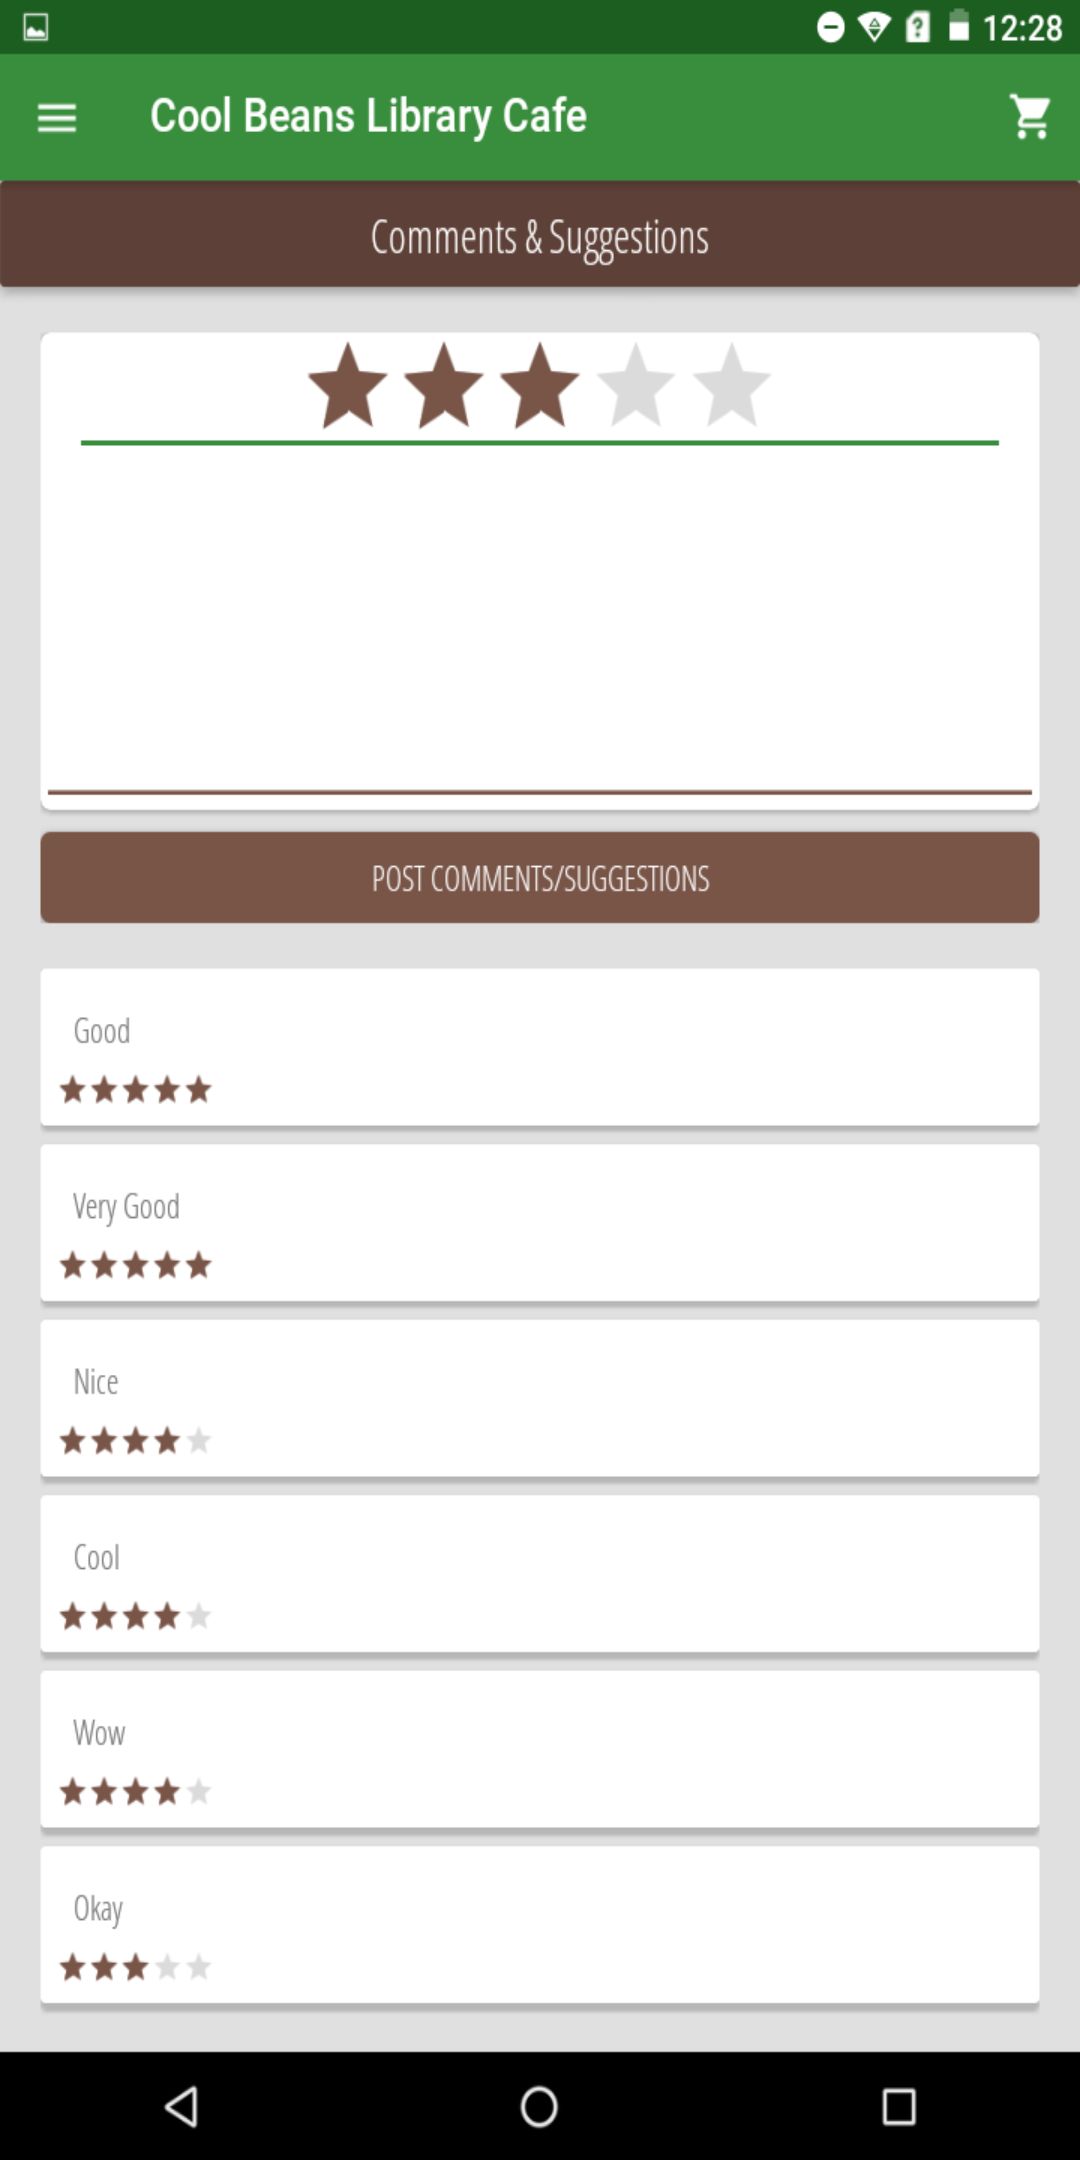 12:28
Cool Beans Library Cafe
Comments & Suggestions
POST COMMENTS/SUGGESTIONS
Good
Very Good
Nice
Cool
Wow
Okay